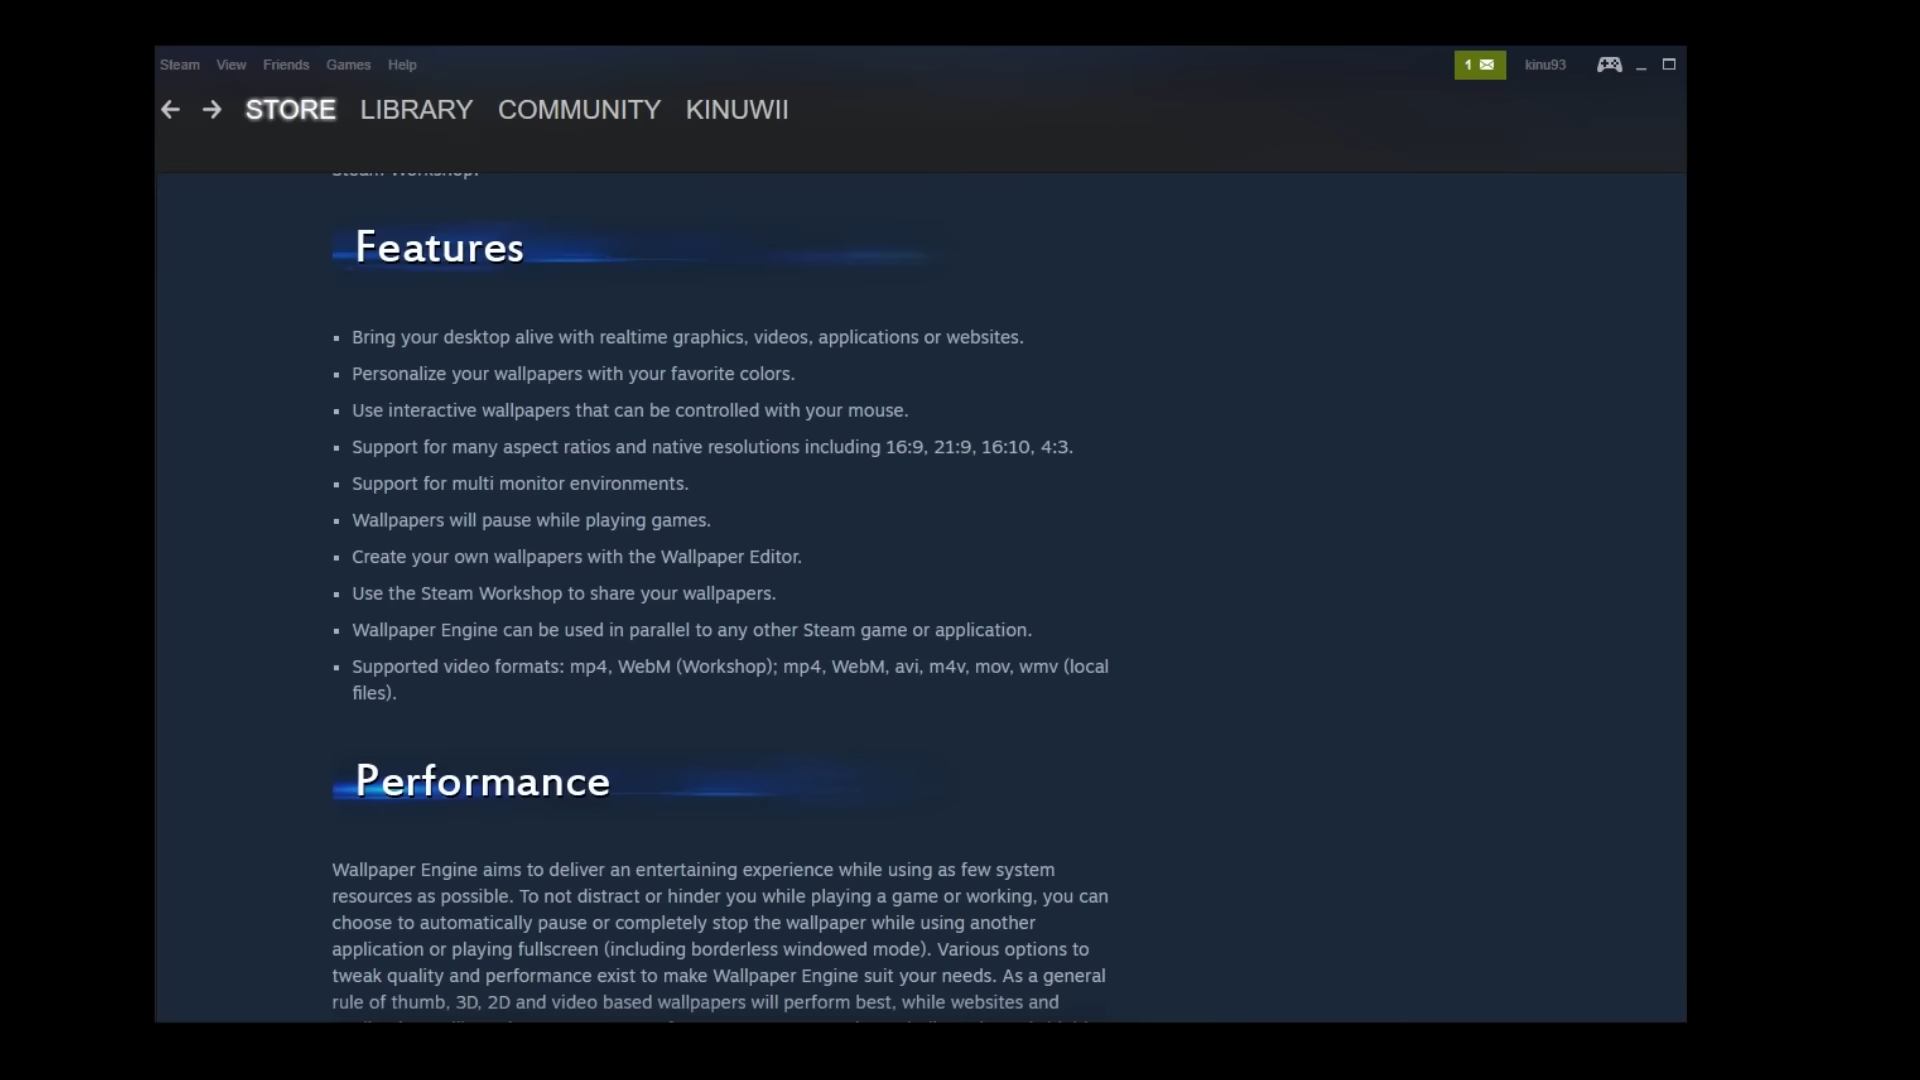 Steam View Friends Games Help
1 kinu93
STORE LIBRARY COMMUNITY KINUWII
Steam Workshop.
Features
Bring your desktop alive with realtime graphics, videos, applications or websites.
Personalize your wallpapers with your favorite colors.
Use interactive wallpapers that can be controlled with your mouse.
Support for many aspect ratios and native resolutions including 16:9, 21:9, 16:10, 4:3.
Support for multi monitor environments.
Wallpapers will pause while playing games.
Create your own wallpapers with the Wallpaper Editor.
Use the Steam Workshop to share your wallpapers.
Wallpaper Engine can be used in parallel to any other Steam game or application.
Supported video formats: mp4, WebM (Workshop); mp4, WebM, avi, m4v, mov, wmv (local
files).
Performance
Wallpaper Engine aims to deliver an entertaining experience while using as few system
resources as possible. To not distract or hinder you while playing a game or working, you can
choose to automatically pause or completely stop the wallpaper while using another
application or playing fullscreen (including borderless windowed mode). Various options to
tweak quality and performance exist to make Wallpaper Engine suit your needs. As a general
rule of thumb, 3D, 2D and video based wallpapers will perform best, while websites and